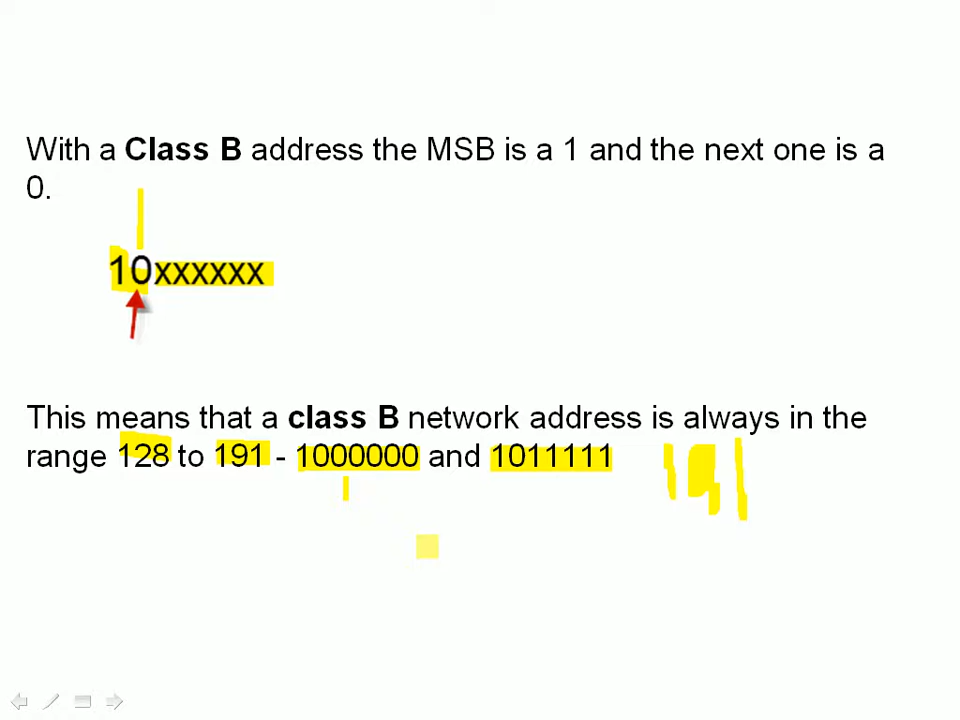 With a Class B address the MSB is a 1 and the next one is a
0.
10xxxxxx
This means that a class B network address is always in the
range 128 to 191 - 1000000 and 1011111
191